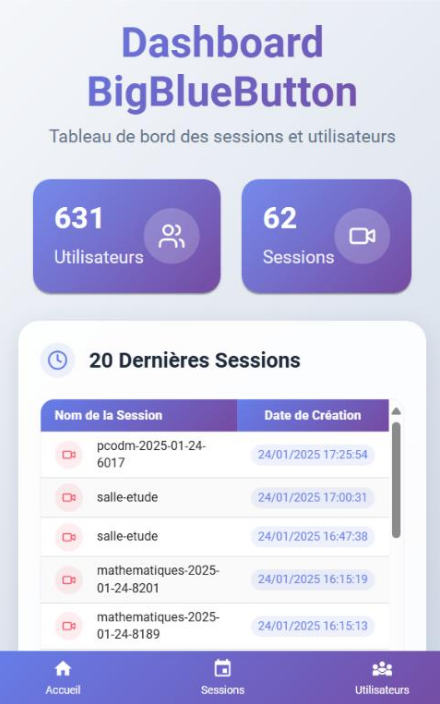 Dashboard
BigBlueButton
Tableau de bord des sessions et utilisateurs
631
Utilisateurs
62
Sessions
20 Dernières Sessions
Nom de la Session Date de Création
pcodm-2025-01-24-
6017
24/01/2025 17:25:54
salle-etude 24/01/2025 17:00:31
salle-etude 24/01/2025 16:47:38
mathematiques-2025-
01-24-8201
24/01/2025 16:15:19
mathematiques-2025-
01-24-8189
24/01/2025 16:15:13
Accueil Sessions Utilisateurs